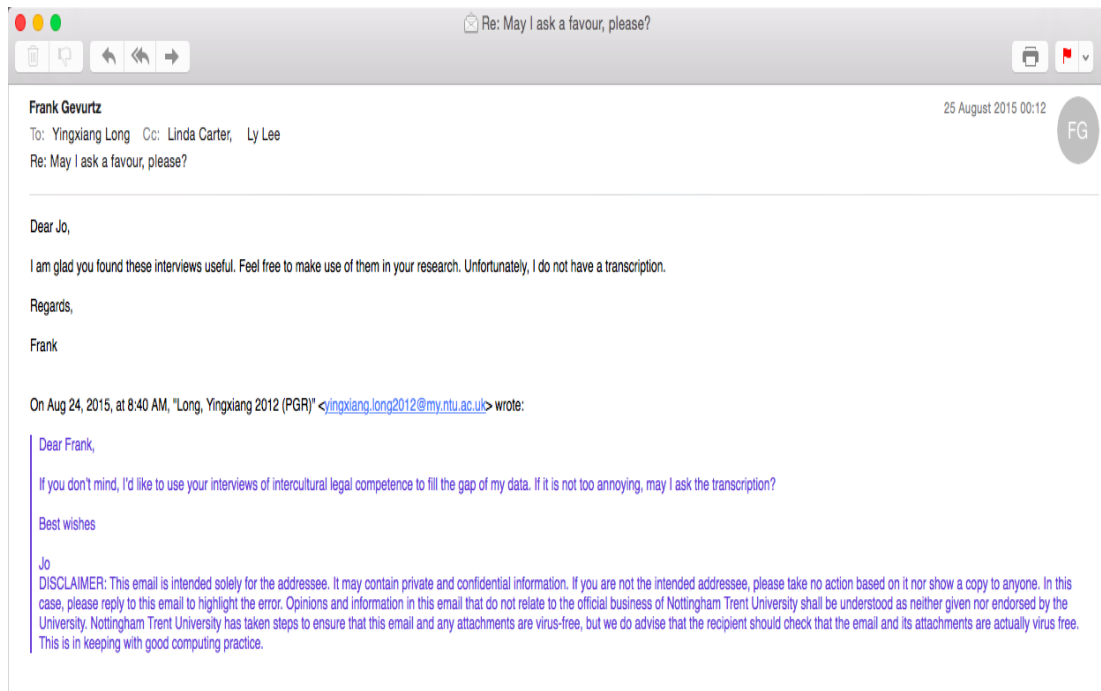 Re: May I ask a favour, please?
Frank Gevurtz
25 August 2015 00:12
FG
To: Yingxiang Long Cc: Linda Carter, Ly Lee
Re: May I ask a favour, please?
Dear Jo,
I am glad you found these interviews useful. Feel free to make use of them in your research. Unfortunately, I do not have a transcription.
Regards,
Frank
On Aug 24, 2015, at 8:40 AM, "Long, Yingxiang 2012 (PGR)" <yingxiang.long2012@my.ntu.ac.uk> wrote:
Dear Frank,
If you don't mind, I'd like to use your interviews of intercultural legal competence to fill the gap of my data. If it is not too annoying, may I ask the transcription?
Best wishes
Jo
DISCLAIMER: This email is intended solely for the addressee. It may contain private and confidential information. If you are not the intended addressee, please take no action based on it nor show a copy to anyone. In this
case, please reply to this email to highlight the error. Opinions and information in this email that do not relate to the official business of Nottingham Trent University shall be understood as neither given nor endorsed by the
University. Nottingham Trent University has taken steps to ensure that this email and any attachments are virus-free, but we do advise that the recipient should check that the email and its attachments are actually virus free.
This is in keeping with good computing practice.